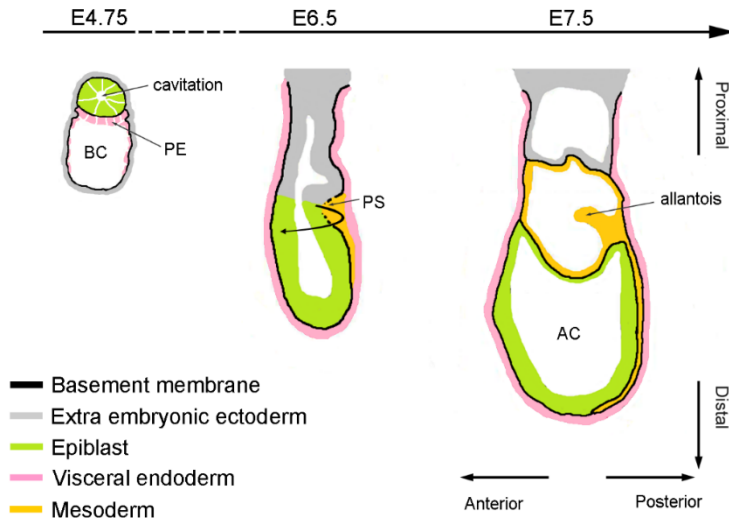 E4.75
E6.5
E7.5
cavitation
PE
BC
PS
allantois
AC
Proximal
Distal
Anterior
Posterior
Basement membrane
Extra embryonic ectoderm
Epiblast
Visceral endoderm
Mesoderm